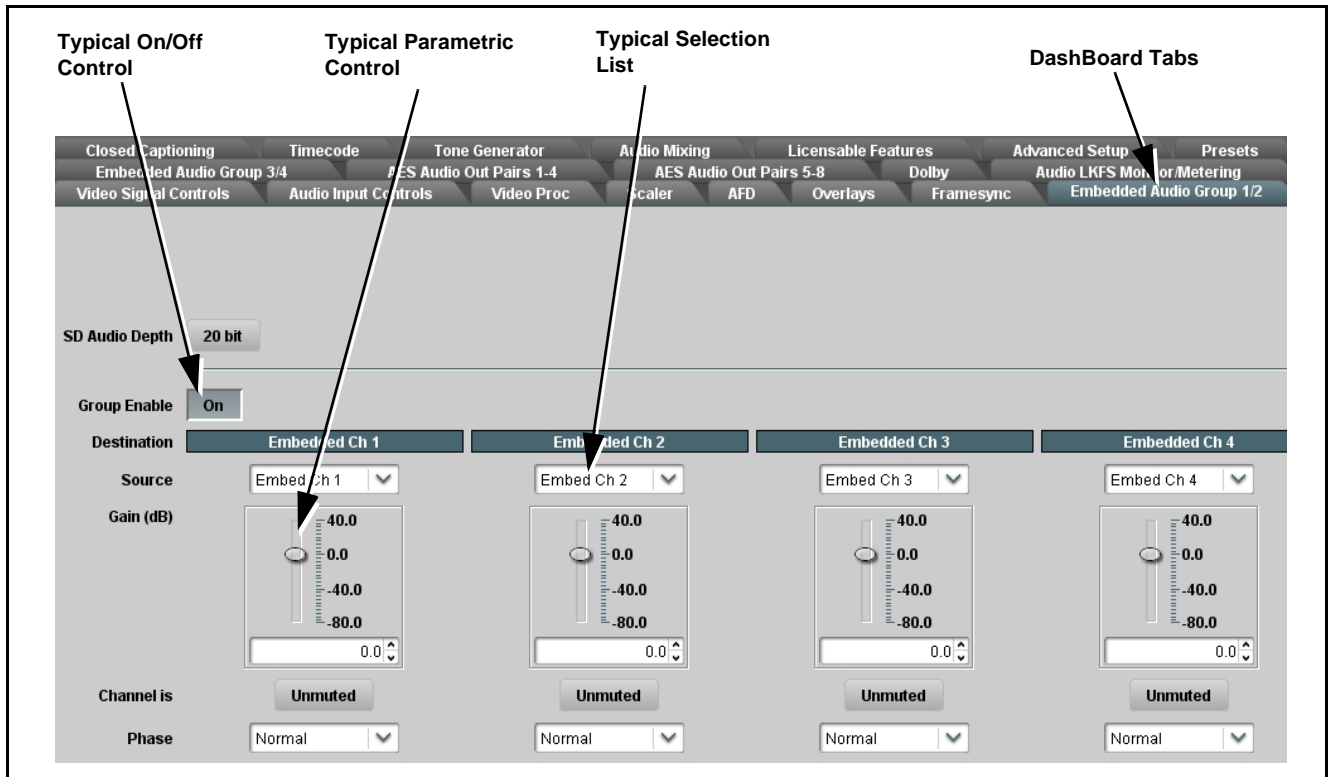 Typical On/Off
Control
Typical Parametric
Control
Typical Selection
List
DashBoard Tabs
Closed Captioning Timecode Tone Generator Audio Mixing Licensable Features Advanced Setup Presets
Embedded Audio Group 3/4 AES Audio Out Pairs 1-4 AES Audio Out Pairs 5-8 Dolby Audio LKFS Monitor/Metering
Video Signal Controls Audio Input Controls Video Proc Scaler AFD Overlays Framesync Embedded Audio Group 1/2
SD Audio Depth 20 bit
Group Enable On
Destination Embedded Ch 1 Embedded Ch 2 Embedded Ch 3 Embedded Ch 4
Source Embed Ch 1 Embed Ch 2 Embed Ch 3 Embed Ch 4
Gain (dB) 40.0 40.0 40.0 40.0
0.0 0.0 0.0 0.0
-40.0 -40.0 -40.0 -40.0
-80.0 -80.0 -80.0 -80.0
0.0 0.0 0.0 0.0
Channel is Unmuted Unmuted Unmuted Unmuted
Phase Normal Normal Normal Normal